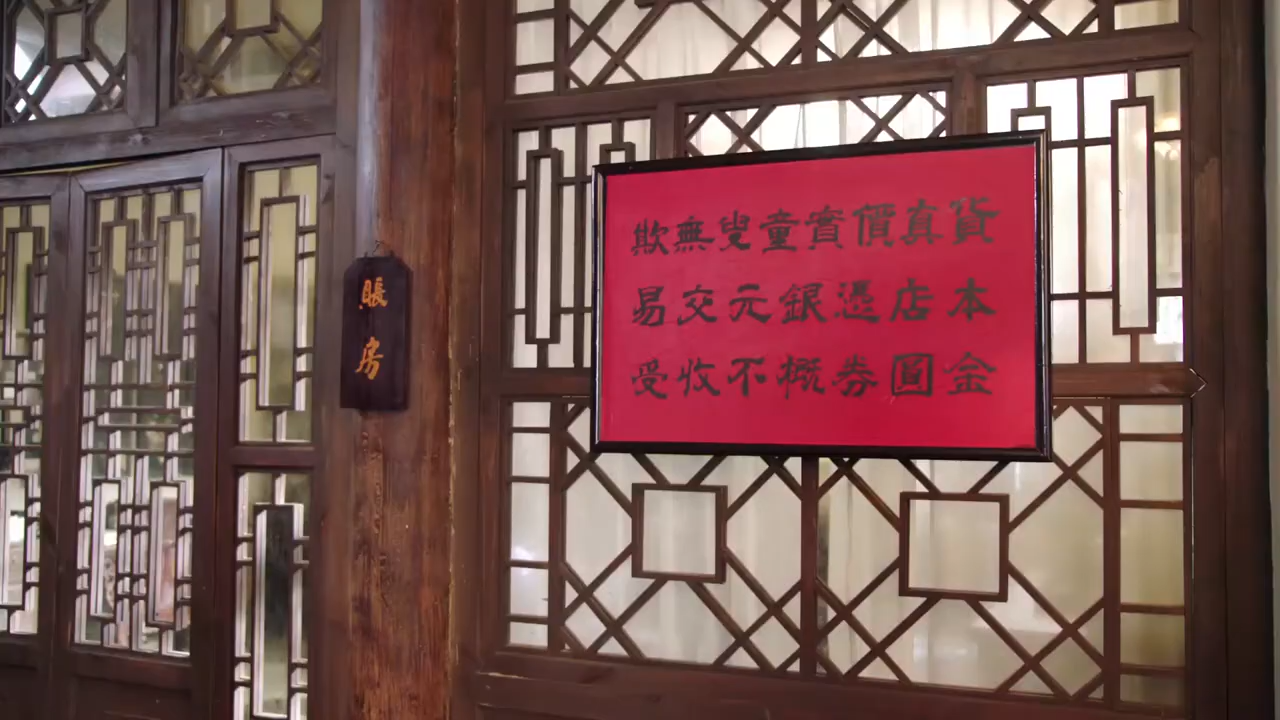 貨真價實童叟無欺
本店憑銀元交易
金圓券概不收受
賬房